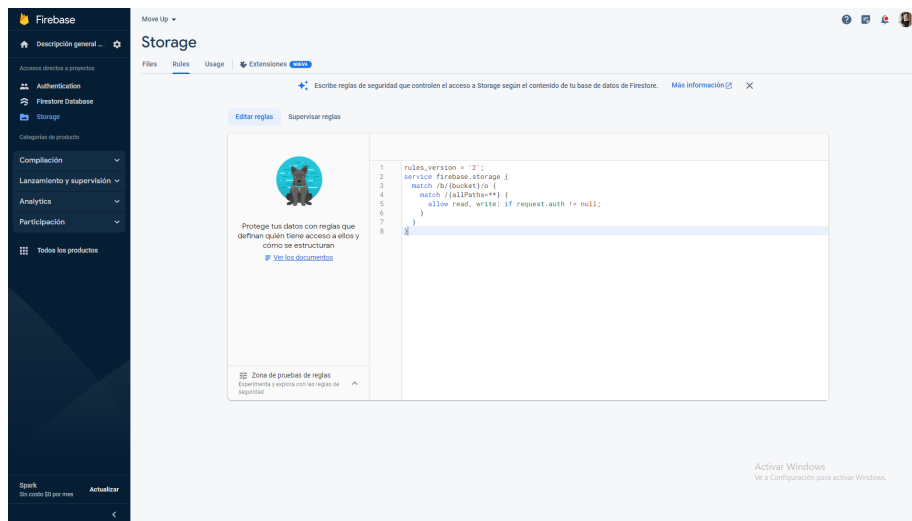 Firebase
Move Up
Descripción general ...
Storage
Accesos directos a proyectos
Files Rules Usage Extensiones NUEVA
Authentication
Escribe reglas de seguridad que controlen el acceso a Storage según el contenido de tu base de datos de Firestore. Más información
Firestore Database
Storage
Editar reglas Supervisar reglas
Categorías de producto
Compilación
Lanzamiento y supervisión
Analytics
Participación
Todos los productos
Protege tus datos con reglas que
definan quién tiene acceso a ellos y
cómo se estructuran
Ver los documentos
1 rules_version = '2';
2 service firebase.storage {
3 match /b/{bucket}/o {
4 match /{allPaths=**} {
5 allow read, write: if request.auth != null;
6 }
7 }
8 }
Zona de pruebas de reglas
Experimenta y explora con las reglas de
seguridad
Activar Windows
Ve a Configuración para activar Windows.
Spark
Sin costo $0 por mes
Actualizar